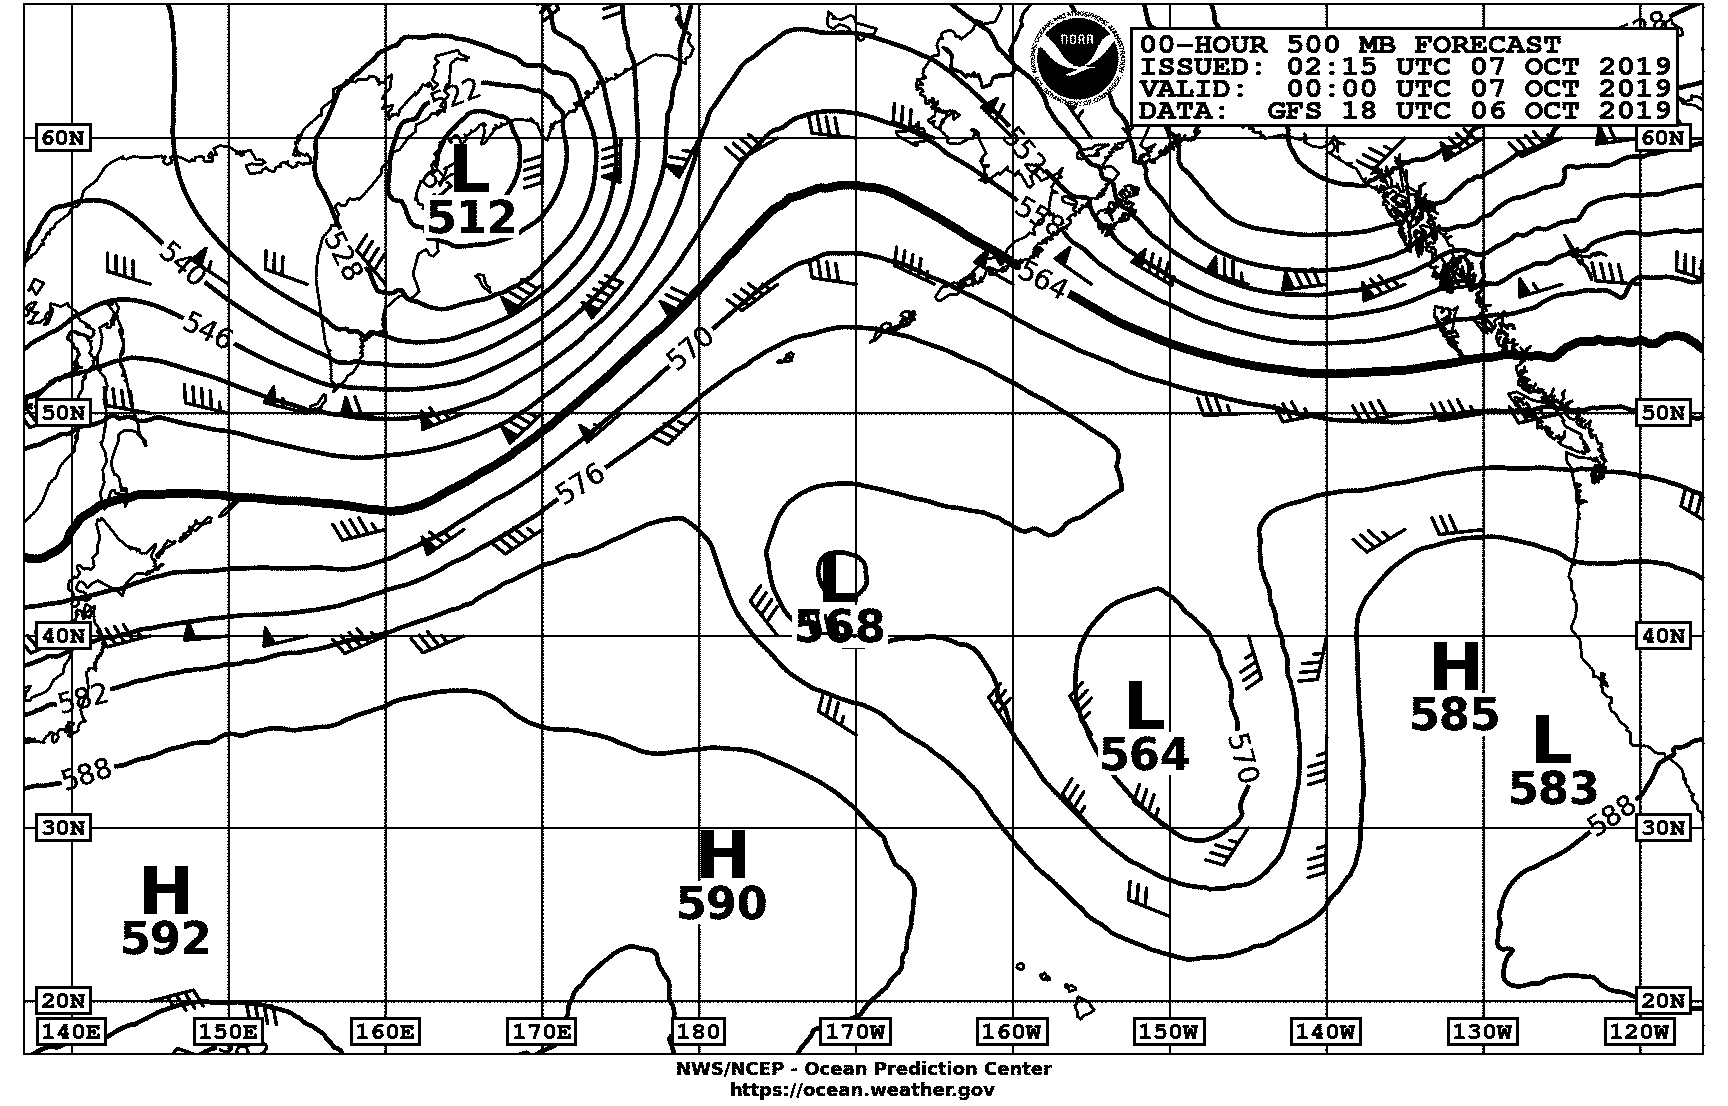 NOAA
00-HOUR 500 MB FORECAST
ISSUED: 02:15 UTC 07 OCT 2019
VALID: 00:00 UTC 07 OCT 2019
DATA: GFS 18 UTC 06 OCT 2019
522
60N
60N
552
L
512
558
528
540
564
546
570
50N
50N
576
L
568
40N
40N
H
585
582
L
564
570
L
583
588
588
30N
30N
H
590
H
592
20N
20N
140E 150E 160E 170E 180 170W 160W 150W 140W 130W 120W
NWS/NCEP - Ocean Prediction Center
https://ocean.weather.gov